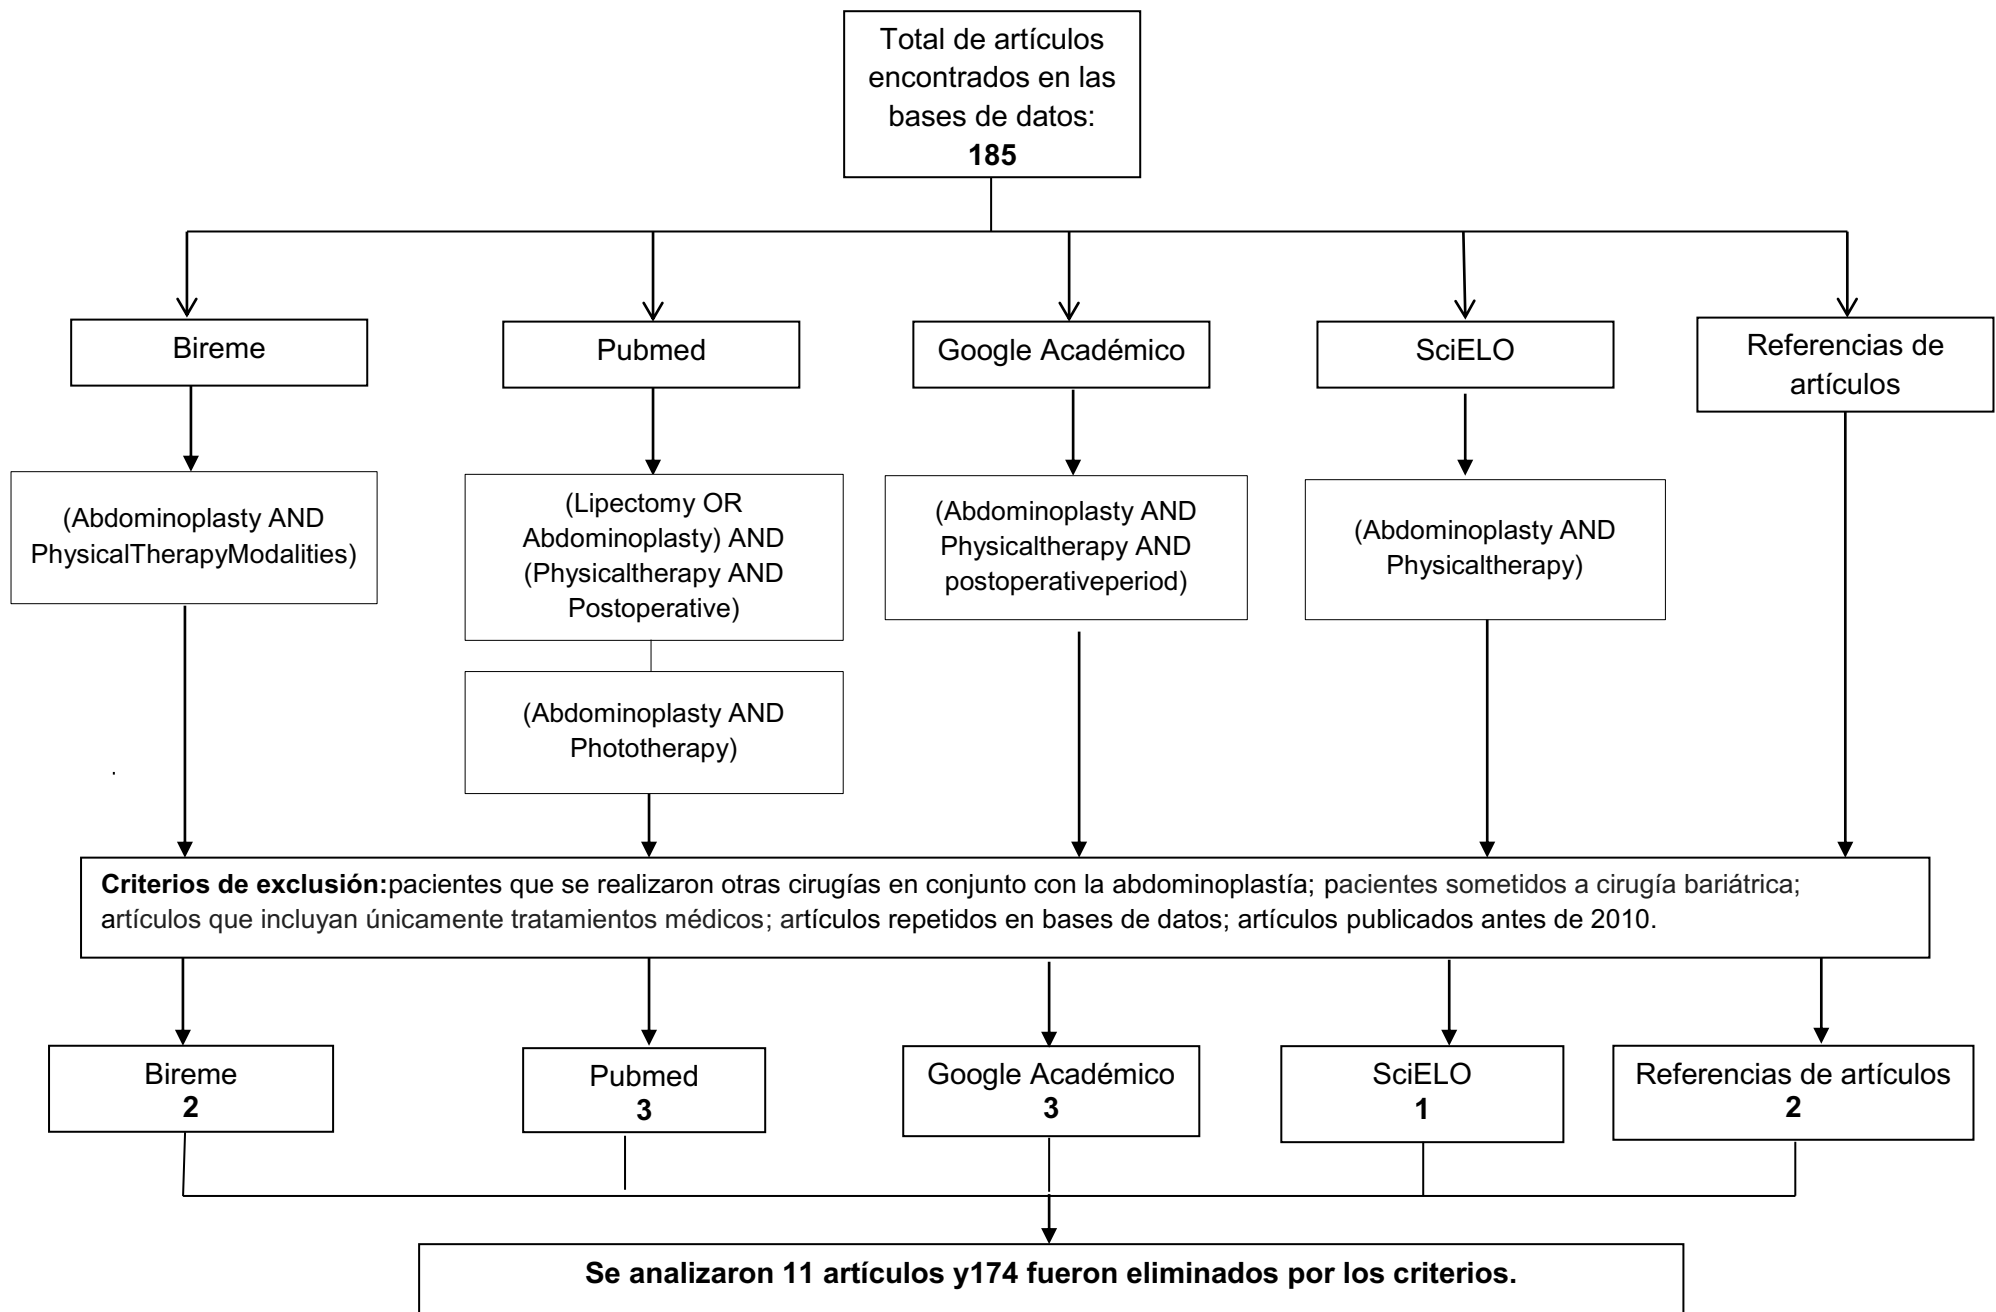 Total de artículos
encontrados en las
bases de datos:
185
Bireme
Pubmed
Google Académico
SciELO
Referencias de
artículos
(Abdominoplasty AND
PhysicalTherapyModalities)
(Lipectomy OR
Abdominoplasty) AND
(Physicaltherapy AND
Postoperative)
(Abdominoplasty AND
Physicaltherapy AND
postoperativeperiod)
(Abdominoplasty AND
Physicaltherapy)
(Abdominoplasty AND
Phototherapy)
.
Criterios de exclusión:pacientes que se realizaron otras cirugías en conjunto con la abdominoplastía; pacientes sometidos a cirugía bariátrica;
artículos que incluyan únicamente tratamientos médicos; artículos repetidos en bases de datos; artículos publicados antes de 2010.
Bireme
2
Pubmed
3
Google Académico
3
SciELO
1
Referencias de artículos
2
Se analizaron 11 artículos y174 fueron eliminados por los criterios.